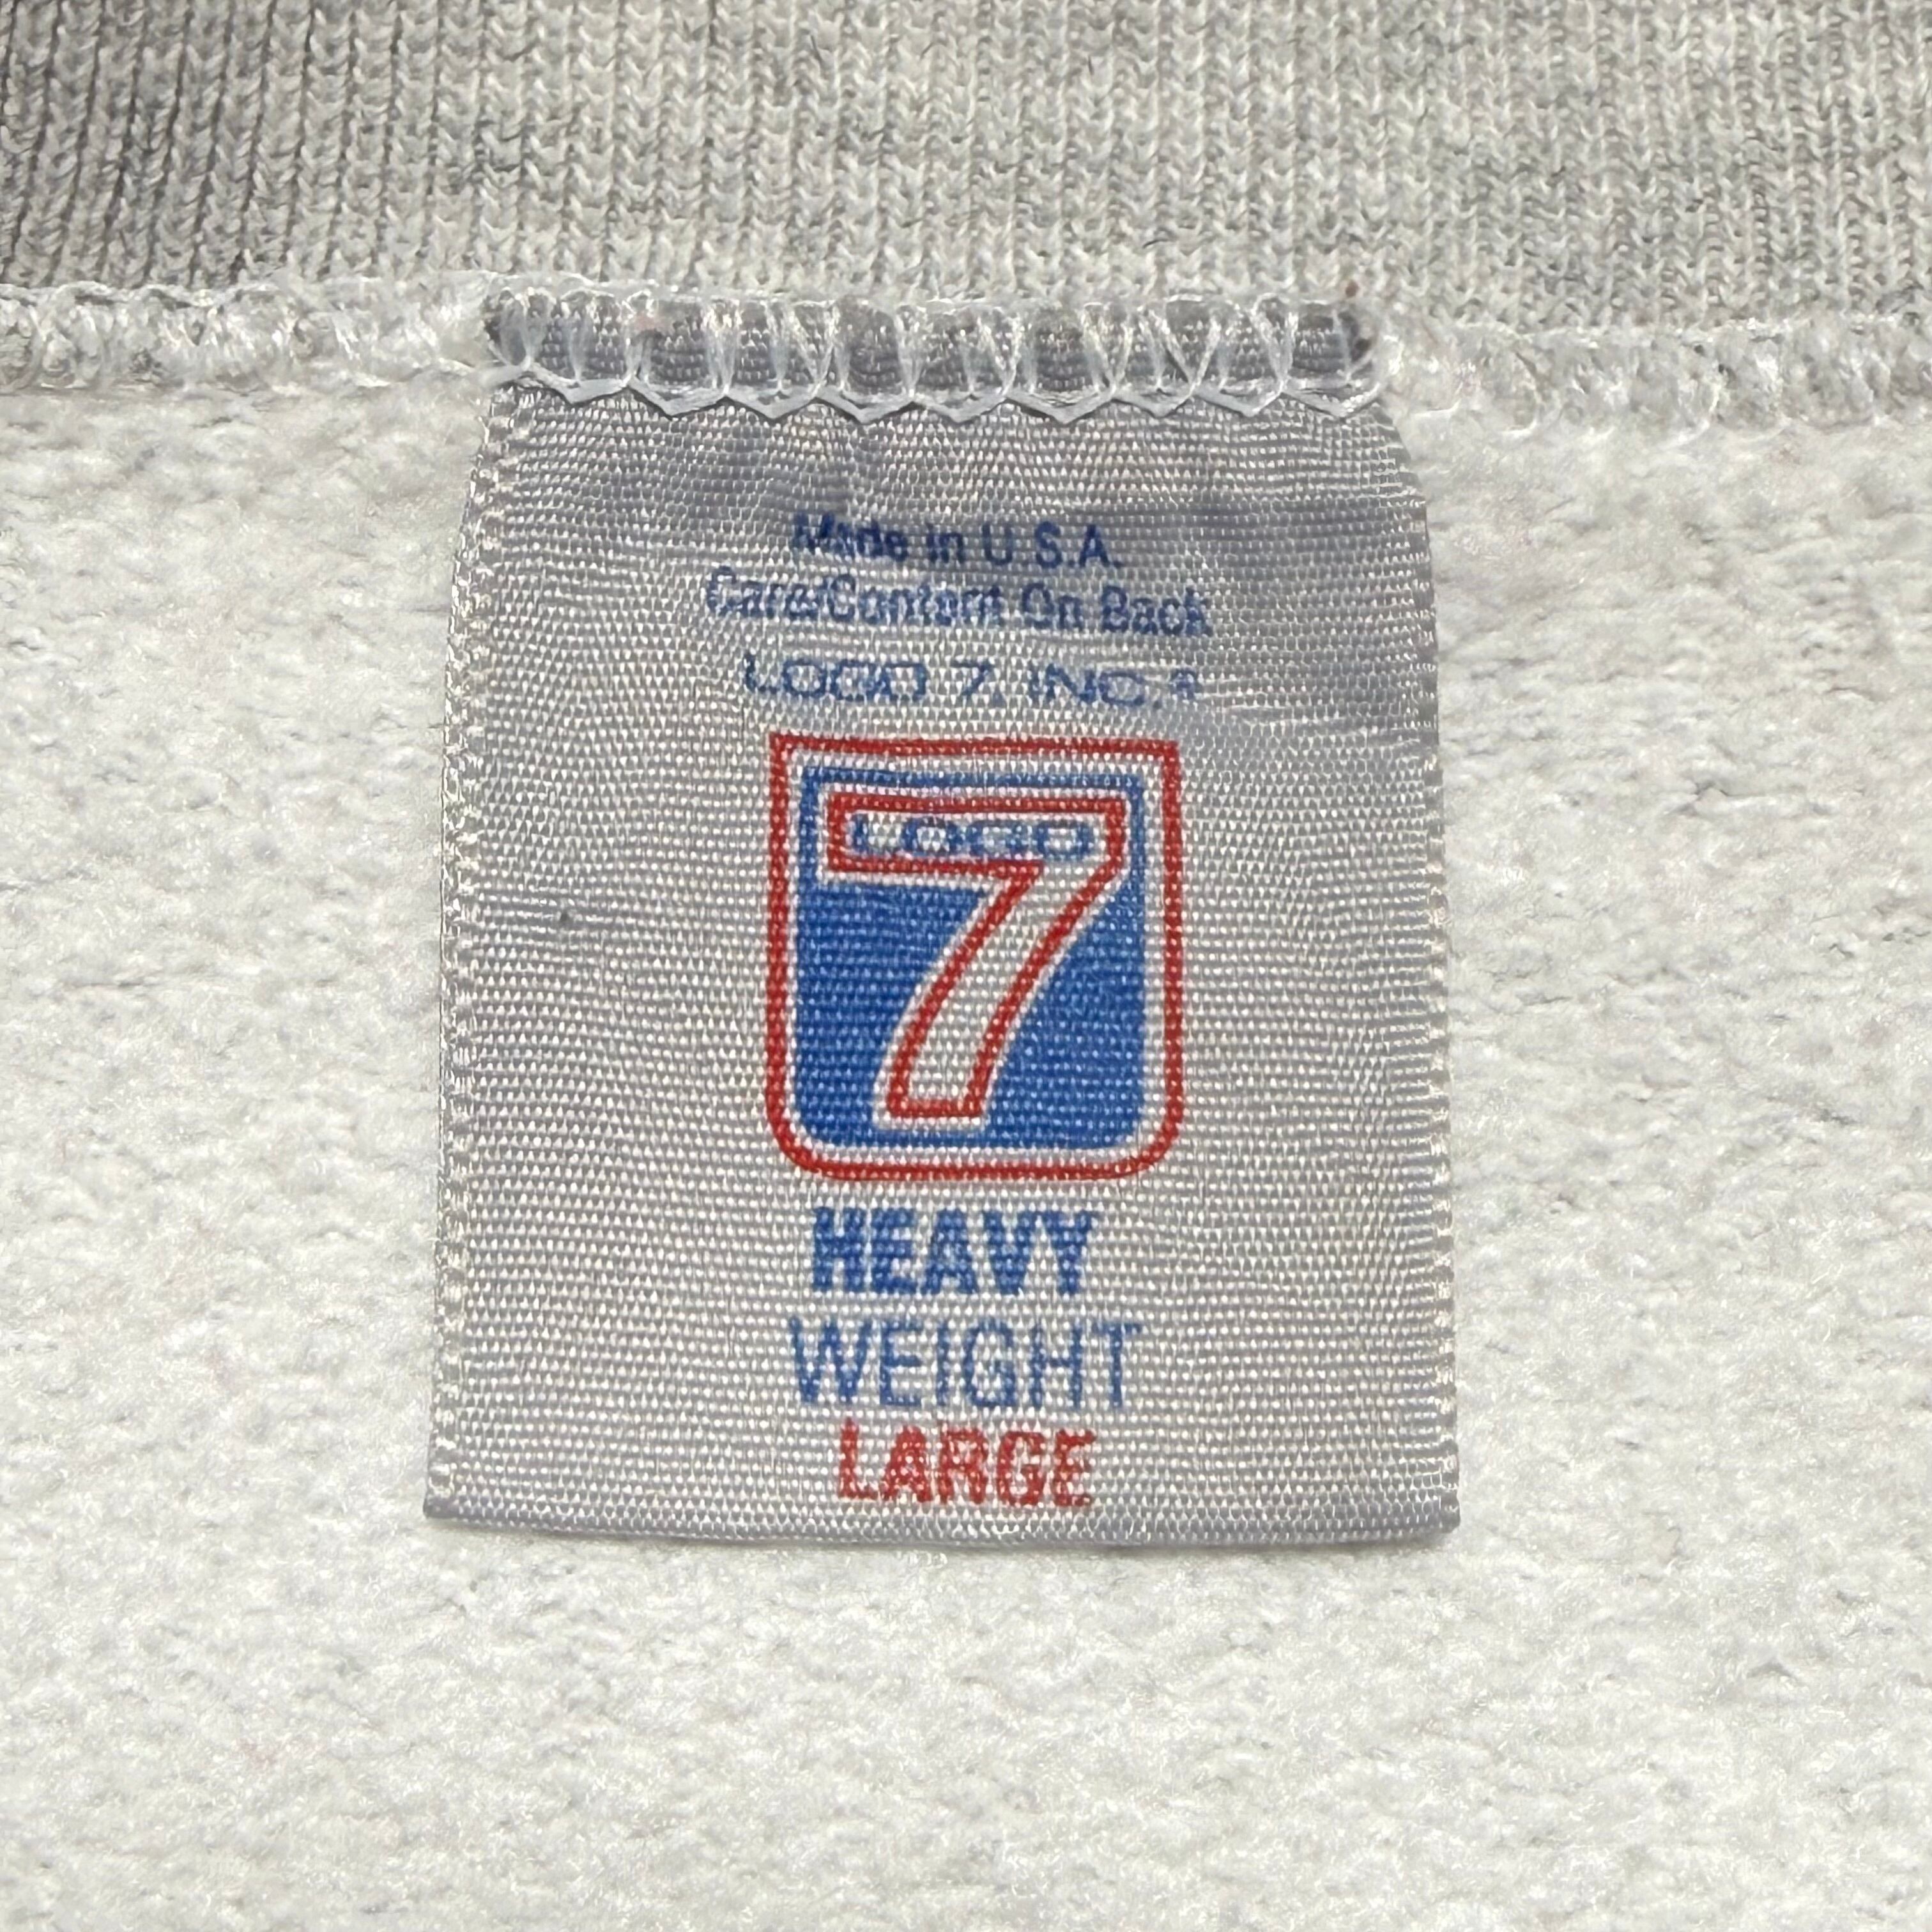 Made in U.S.A.
Care/Content On Back
LOGO 7, INC.®
LOGO
7
HEAVY
WEIGHT
LARGE